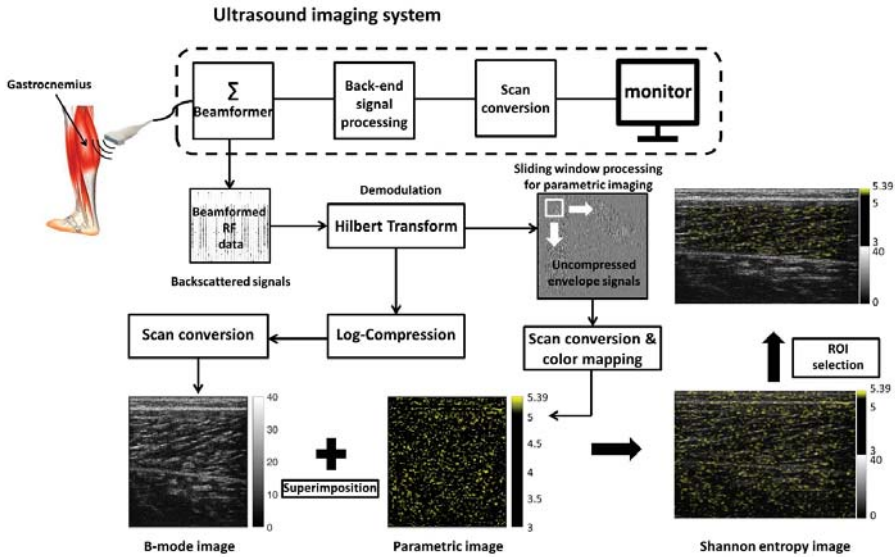 Ultrasound imaging system
Gastrocnemius
Σ
Beamformer
Back-end
signal
processing
Scan
conversion
monitor
Sliding window processing
for parametric imaging
Demodulation
Beamformed
RF
data
Hilbert Transform
Uncompressed
envelope signals
Backscattered signals
5.39
5
3
40
0
Scan conversion
Log-Compression
Scan conversion &
color mapping
ROI
selection
40
30
20
10
0
Superimposition
5.39
5
4.5
4
3.5
3
5.39
5
3
40
0
B-mode image
Parametric image
Shannon entropy image